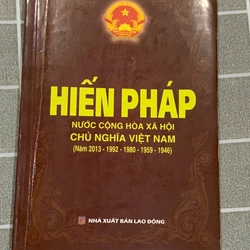 HIẾN PHÁP
NƯỚC CỘNG HÒA XÃ HỘI
CHỦ NGHĨA VIỆT NAM
(Năm 2013 - 1992 - 1980 - 1959 - 1946)
NHÀ XUẤT BẢN LAO ĐỘNG